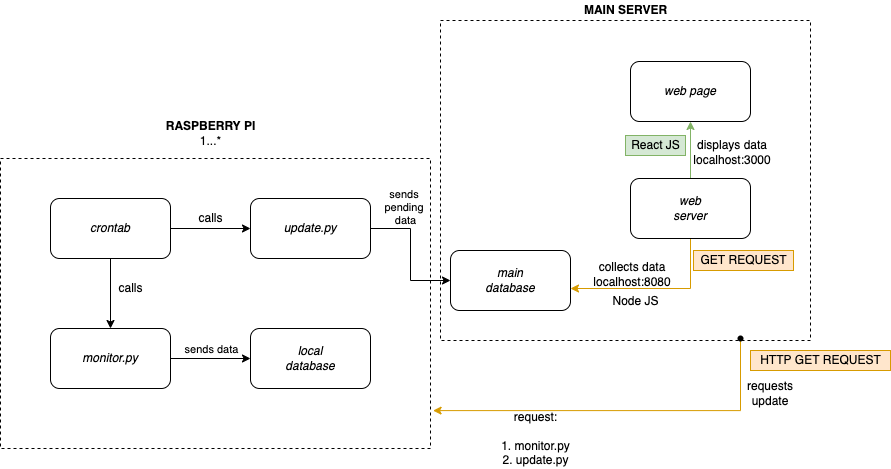 MAIN SERVER
web page
React JS
displays data
localhost:3000
web
server
GET REQUEST
collects data
localhost:8080
Node JS
main
database
RASPBERRY PI
1...*
crontab
calls
update.py
sends
pending
data
calls
monitor.py
sends data
local
database
HTTP GET REQUEST
requests
update
request:
1. monitor.py
2. update.py